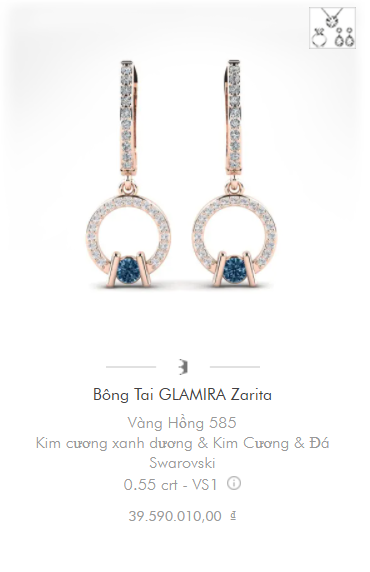 Bông Tai GLAMIRA Zarita
Vàng Hồng 585
Kim cương xanh dương & Kim Cương & Đá
Swarovski
0.55 crt - VS1
39.590.010,00 ₫